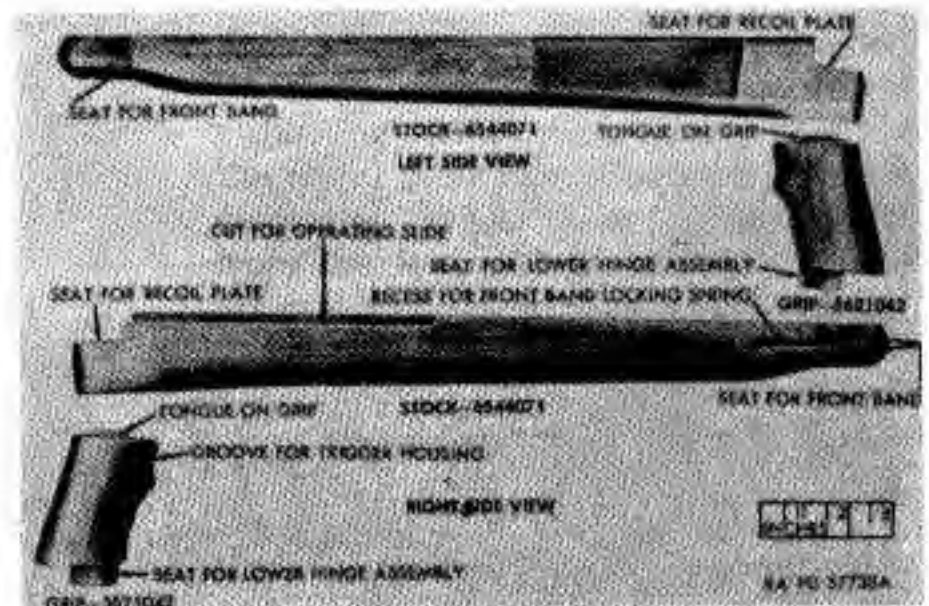 SEAT FOR RECOIL PLATE
SEAT FOR FRONT BAND
STOCK—6544071
TONGUE ON GRIP
LEFT SIDE VIEW
CUT FOR OPERATING SLIDE
SEAT FOR LOWER HINGE ASSEMBLY
SEAT FOR RECOIL PLATE
RECESS FOR FRONT BAND LOCKING SPRING
GRIP
STOCK—6544071
SEAT FOR FRONT BAND
TONGUE ON GRIP
GROOVE FOR TRIGGER HOUSING
RIGHT SIDE VIEW
SEAT FOR LOWER HINGE ASSEMBLY
RA PD 57738A
GRIP